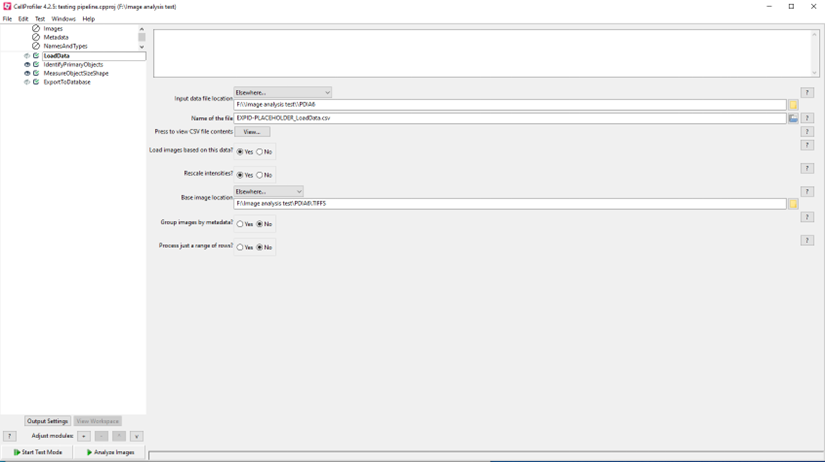 CellProfiler 4.2.5: testing pipeline.cpproj (F:\Image analysis test)
File Edit Test Windows Help
Images
Metadata
NamesAndTypes
LoadData
IdentifyPrimaryObjects
MeasureObjectSizeShape
ExportToDatabase
Input data file location Elsewhere... ?
F:\\Image analysis test\\PD\A6
Name of the file EXPID-PLACEHOLDER_LoadData.csv ?
Press to view CSV file contents View... ?
Load images based on this data? Yes No ?
Rescale intensities? Yes No ?
Base image location Elsewhere... ?
F:\Image analysis test\PD\A6\TIFFS
Group images by metadata? Yes No ?
Process just a range of rows? Yes No ?
Output Settings View Workspace
? Adjust modules: + - ^ v
Start Test Mode Analyze Images